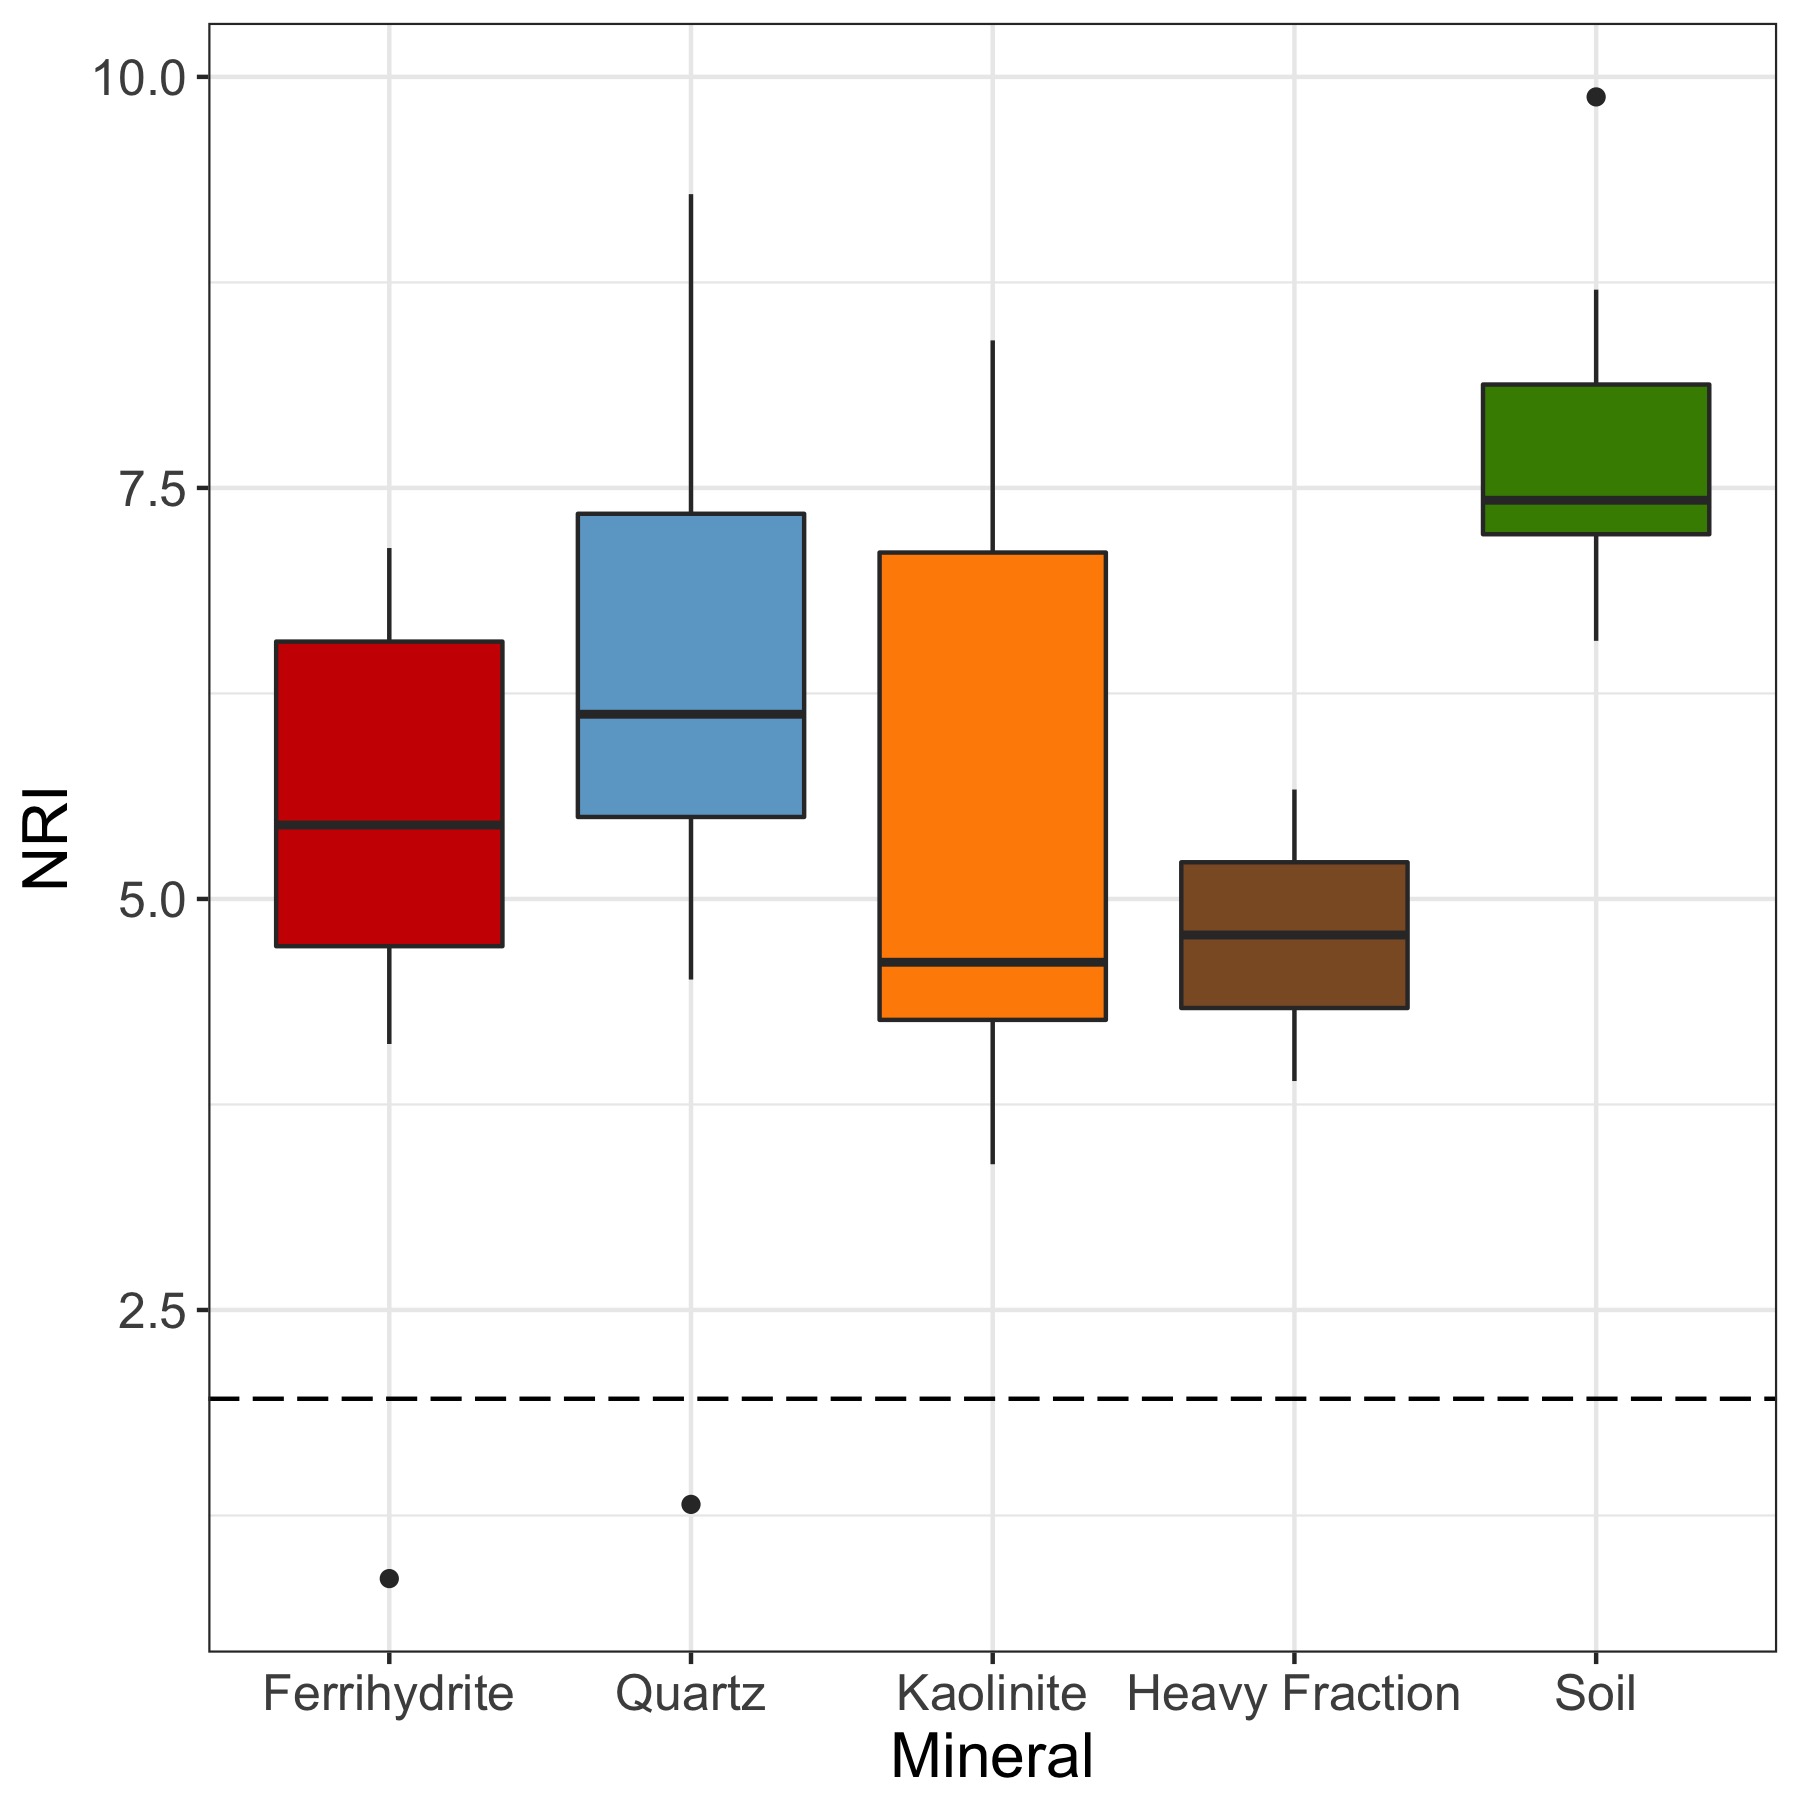 10.0
7.5
5.0
2.5
NRI
Ferrihydrite Quartz Kaolinite Heavy Fraction Soil
Mineral